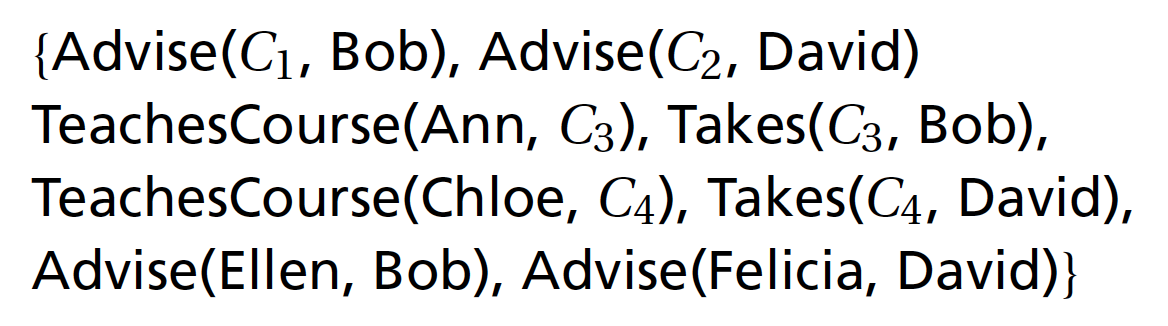 {Advise(C₁, Bob), Advise(C₂, David)
TeachesCourse(Ann, C₃), Takes(C₃, Bob),
TeachesCourse(Chloe, C₄), Takes(C₄, David),
Advise(Ellen, Bob), Advise(Felicia, David)}